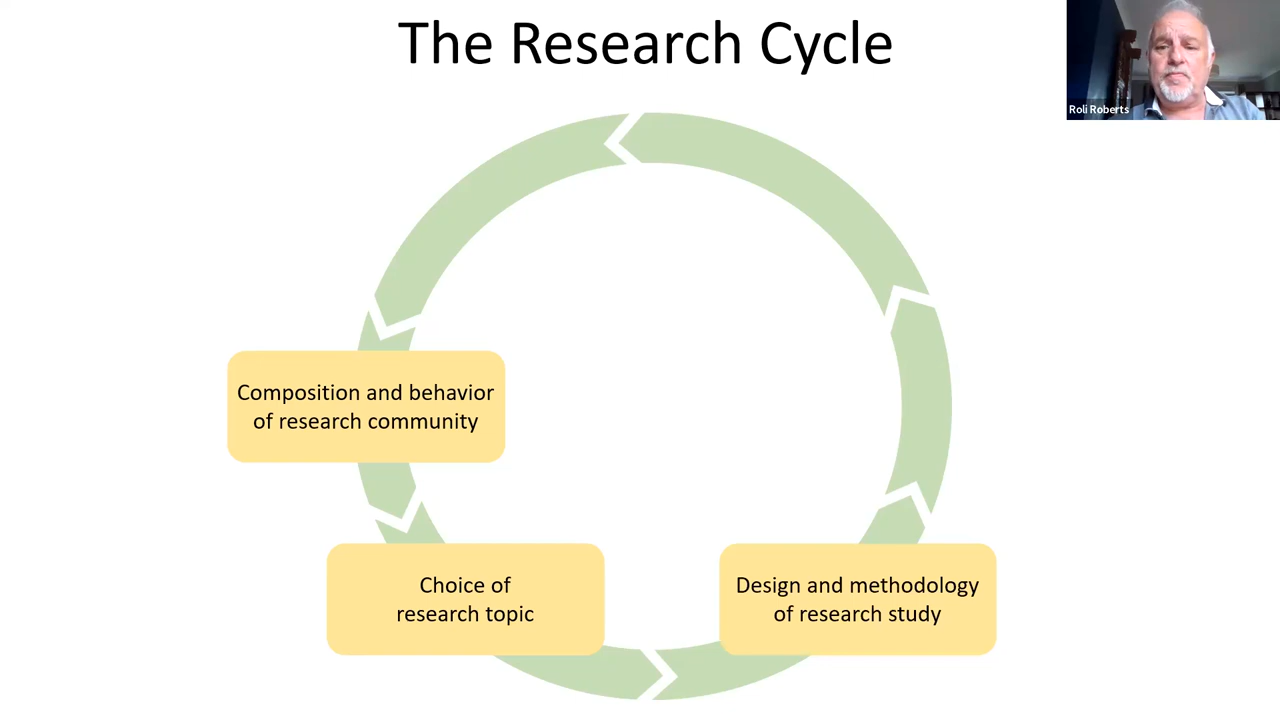 The Research Cycle
Roli Roberts
Composition and behavior
of research community
Choice of
research topic
Design and methodology
of research study